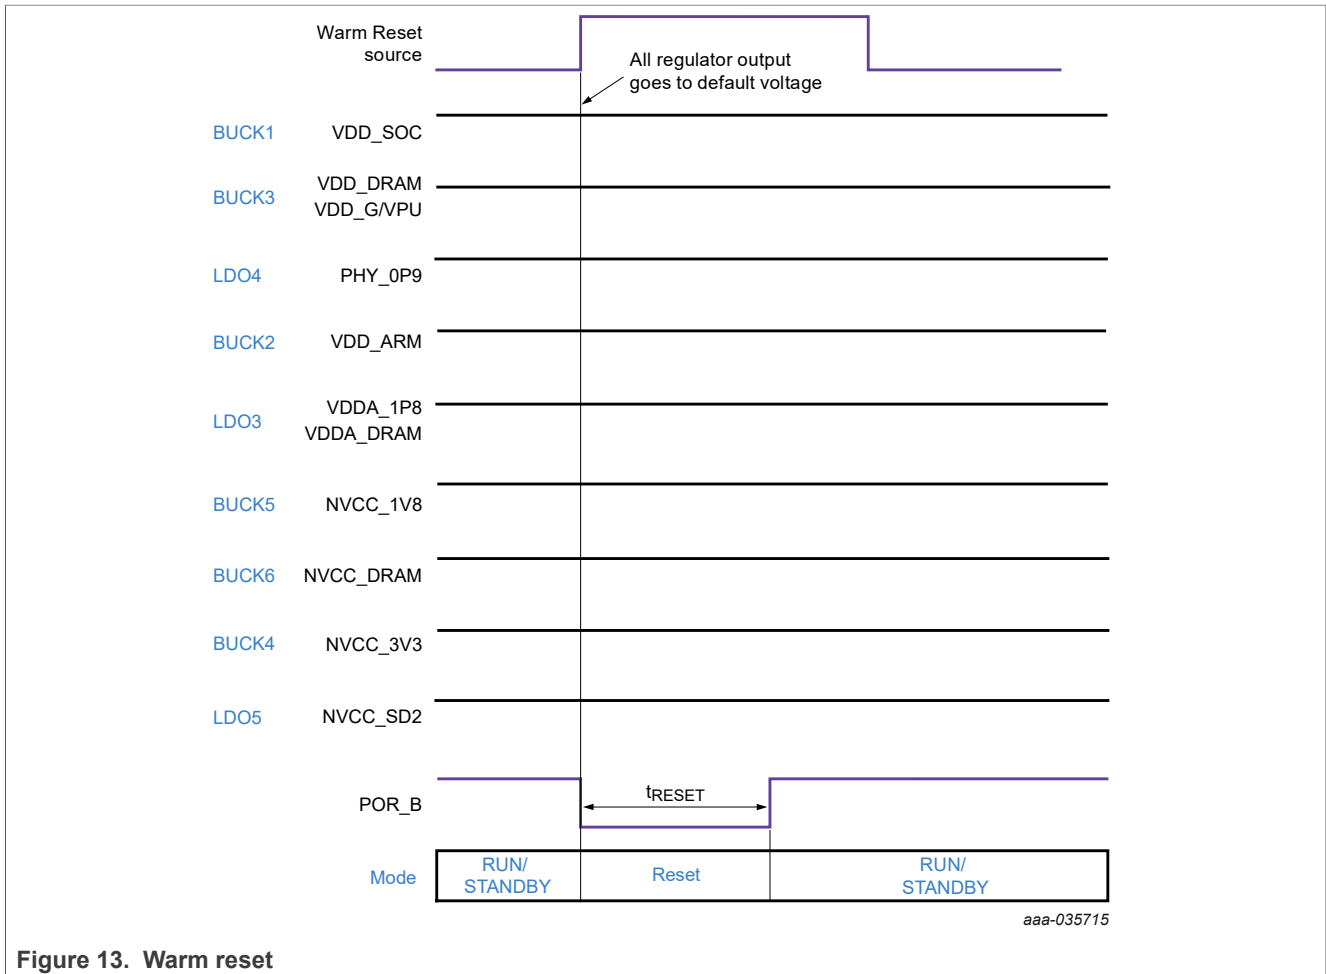 Warm Reset
source
All regulator output
goes to default voltage
BUCK1 VDD_SOC
BUCK3 VDD_DRAM
VDD_G/VPU
LDO4 PHY_0P9
BUCK2 VDD_ARM
LDO3 VDDA_1P8
VDDA_DRAM
BUCK5 NVCC_1V8
BUCK6 NVCC_DRAM
BUCK4 NVCC_3V3
LDO5 NVCC_SD2
POR_B tRESET
Mode RUN/
STANDBY Reset RUN/
STANDBY
aaa-035715
Figure 13. Warm reset